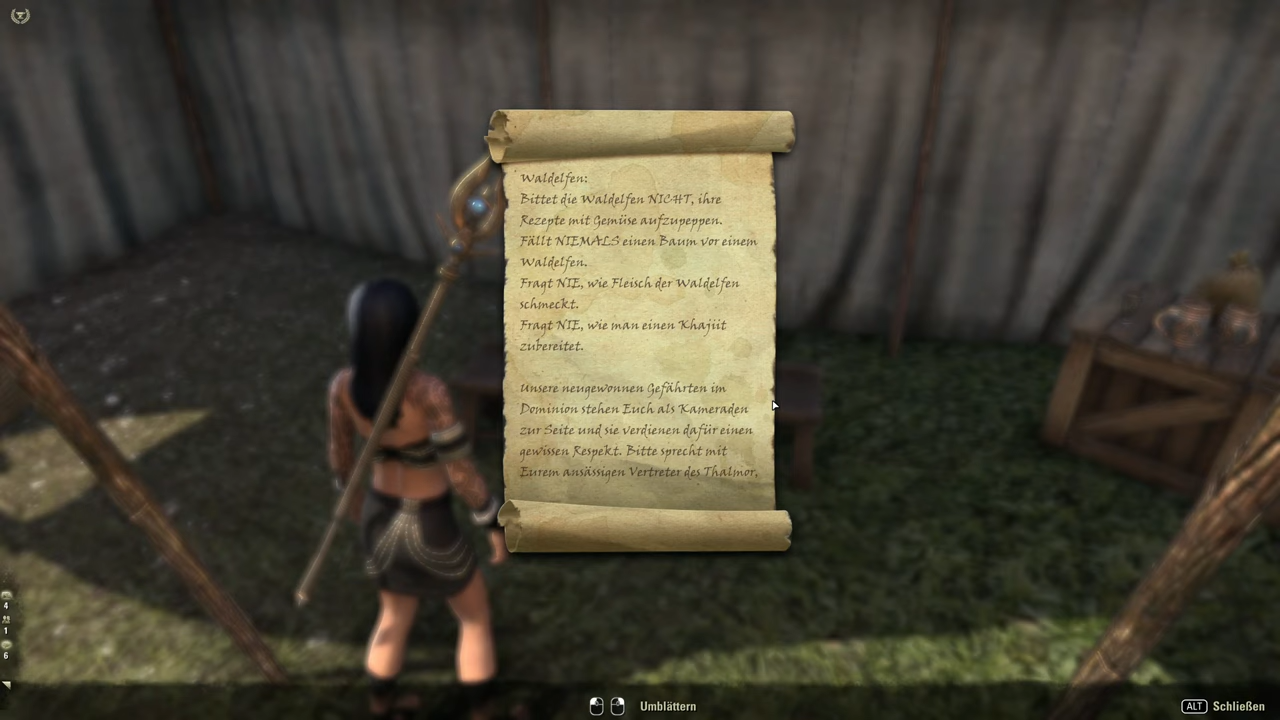 Waldelfen:
Bittet die Waldelfen NICHT, ihre
Rezepte mit Gemüse aufzupeppen.
Fällt NIEMALS einen Baum vor einem
Waldelfen.
Fragt NIE, wie Fleisch der Waldelfen
schmeckt.
Fragt NIE, wie man einen Khajiit
zubereitet.
Unsere neugewonnen Gefährten im
Dominion stehen Euch als Kameraden
zur Seite und sie verdienen dafür einen
gewissen Respekt. Bitte sprecht mit
Eurem ansässigen Vertreter des Thalmor,
4
1
6
Umblättern
ALT Schließen